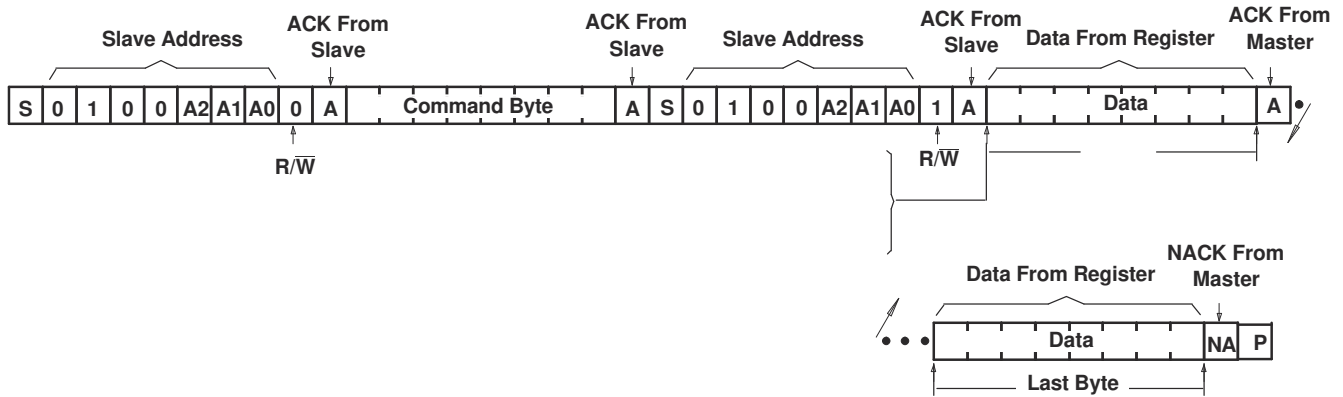 Slave Address
ACK From
Slave
ACK From
Slave
Slave Address
ACK From
Slave
Data From Register
ACK From
Master
S 0 1 0 0 A2 A1 A0 0 A Command Byte A S 0 1 0 0 A2 A1 A0 1 A Data A
R/W̅
R/W̅
Data From Register
NACK From
Master
Data NA P
Last Byte